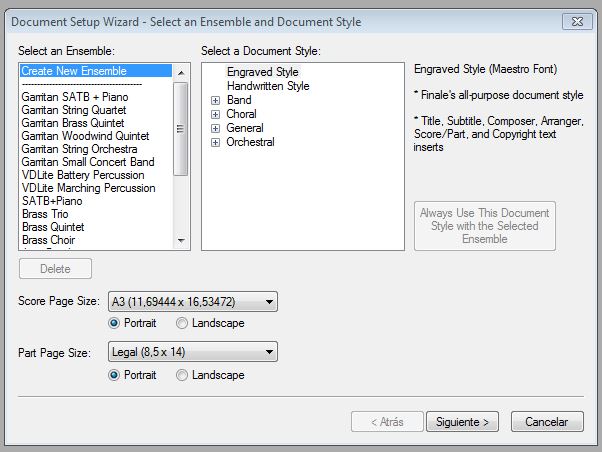 Document Setup Wizard - Select an Ensemble and Document Style
Select an Ensemble:
Create New Ensemble
----------------------------------------
Garritan SATB + Piano
Garritan String Quartet
Garritan Brass Quintet
Garritan Woodwind Quintet
Garritan String Orchestra
Garritan Small Concert Band
VDLite Battery Percussion
VDLite Marching Percussion
SATB+Piano
Brass Trio
Brass Quintet
Brass Choir
Delete
Select a Document Style:
Engraved Style
Handwritten Style
Band
Choral
General
Orchestral
Engraved Style (Maestro Font)
* Finale's all-purpose document style
* Title, Subtitle, Composer, Arranger,
Score/Part, and Copyright text
inserts
Always Use This Document
Style with the Selected
Ensemble
Score Page Size: A3 (11,69444 x 16,53472)
Portrait Landscape
Part Page Size: Legal (8,5 x 14)
Portrait Landscape
< Atrás Siguiente > Cancelar